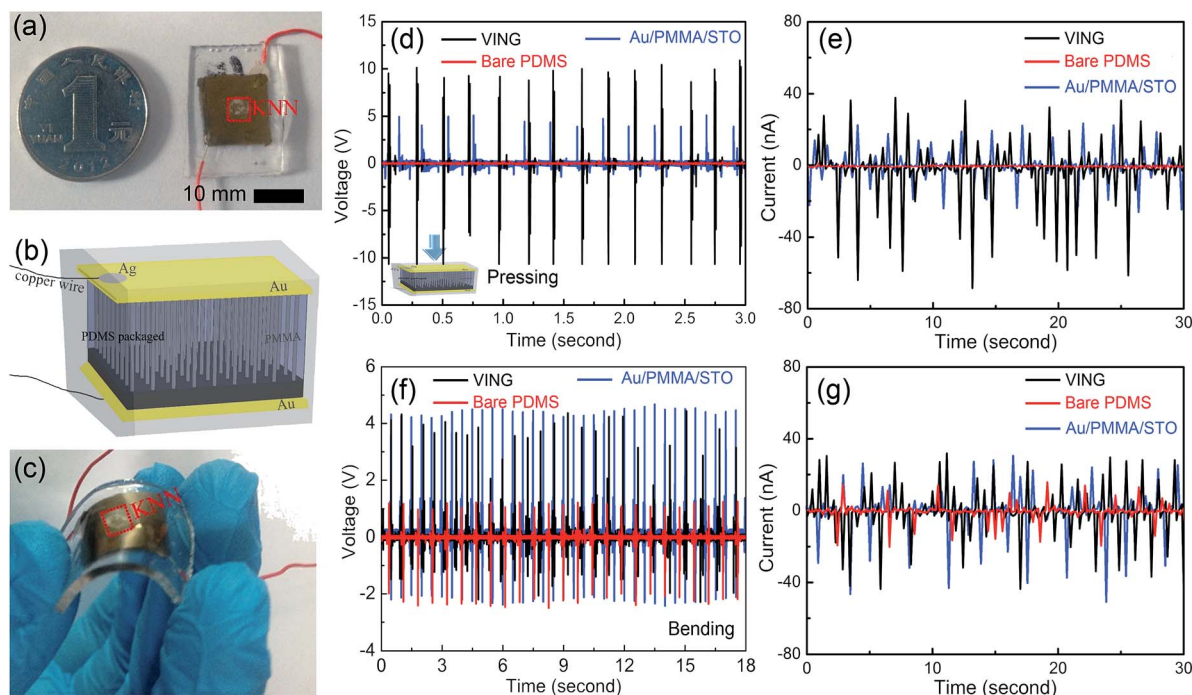 (a)
1
元
2012
KNN
10 mm
(b)
Ag
copper wire
Au
PDMS packaged
PMMA
Au
(c)
KNN
(d)
VING
Au/PMMA/STO
Bare PDMS
Voltage (V)
15
10
5
0
-5
-10
-15
Pressing
0.0 0.5 1.0 1.5 2.0 2.5 3.0
Time (second)
(e)
VING
Bare PDMS
Au/PMMA/STO
Current (nA)
80
40
0
-40
-80
0 10 20 30
Time (second)
(f)
VING
Au/PMMA/STO
Bare PDMS
Voltage (V)
6
4
2
0
-2
-4
Bending
0 3 6 9 12 15 18
Time (second)
(g)
VING
Bare PDMS
Au/PMMA/STO
Current (nA)
80
40
0
-40
-80
0 10 20 30
Time (second)